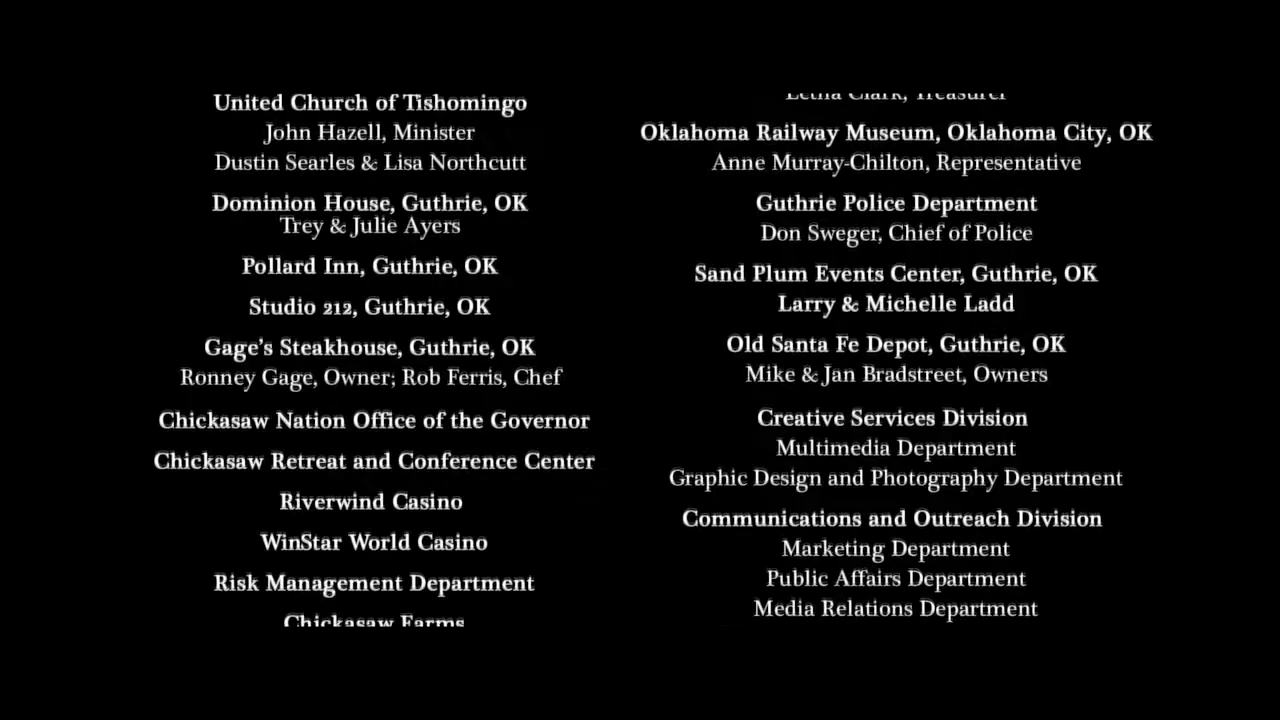 United Church of Tishomingo
John Hazell, Minister
Dustin Searles & Lisa Northcutt
Dominion House, Guthrie, OK
Trey & Julie Ayers
Pollard Inn, Guthrie, OK
Studio 212, Guthrie, OK
Gage's Steakhouse, Guthrie, OK
Ronney Gage, Owner; Rob Ferris, Chef
Chickasaw Nation Office of the Governor
Chickasaw Retreat and Conference Center
Riverwind Casino
WinStar World Casino
Risk Management Department
Chickasaw Farms
Clark, Treasurer
Oklahoma Railway Museum, Oklahoma City, OK
Anne Murray-Chilton, Representative
Guthrie Police Department
Don Sweger, Chief of Police
Sand Plum Events Center, Guthrie, OK
Larry & Michelle Ladd
Old Santa Fe Depot, Guthrie, OK
Mike & Jan Bradstreet, Owners
Creative Services Division
Multimedia Department
Graphic Design and Photography Department
Communications and Outreach Division
Marketing Department
Public Affairs Department
Media Relations Department